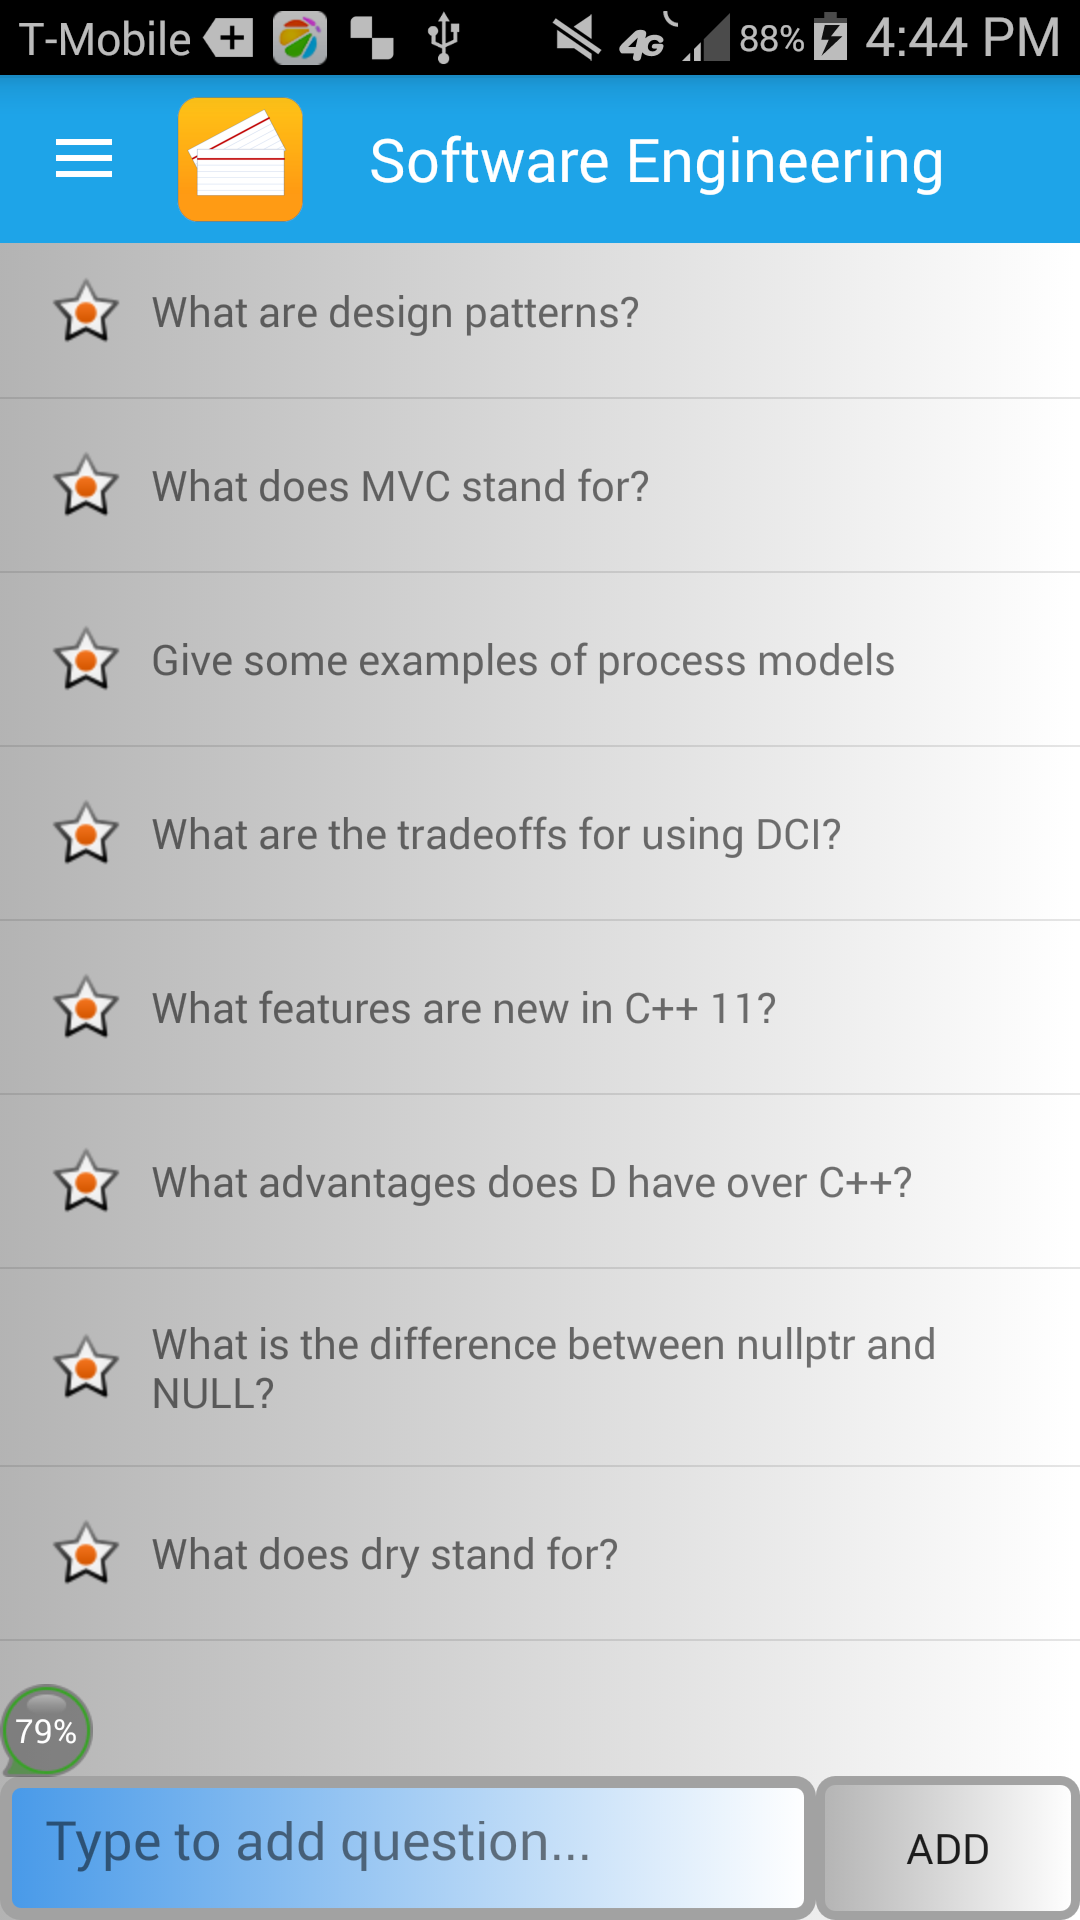 T-Mobile 4G 88% 4:44 PM
Software Engineering
What are design patterns?
What does MVC stand for?
Give some examples of process models
What are the tradeoffs for using DCI?
What features are new in C++ 11?
What advantages does D have over C++?
What is the difference between nullptr and
NULL?
What does dry stand for?
79%
Type to add question...
ADD